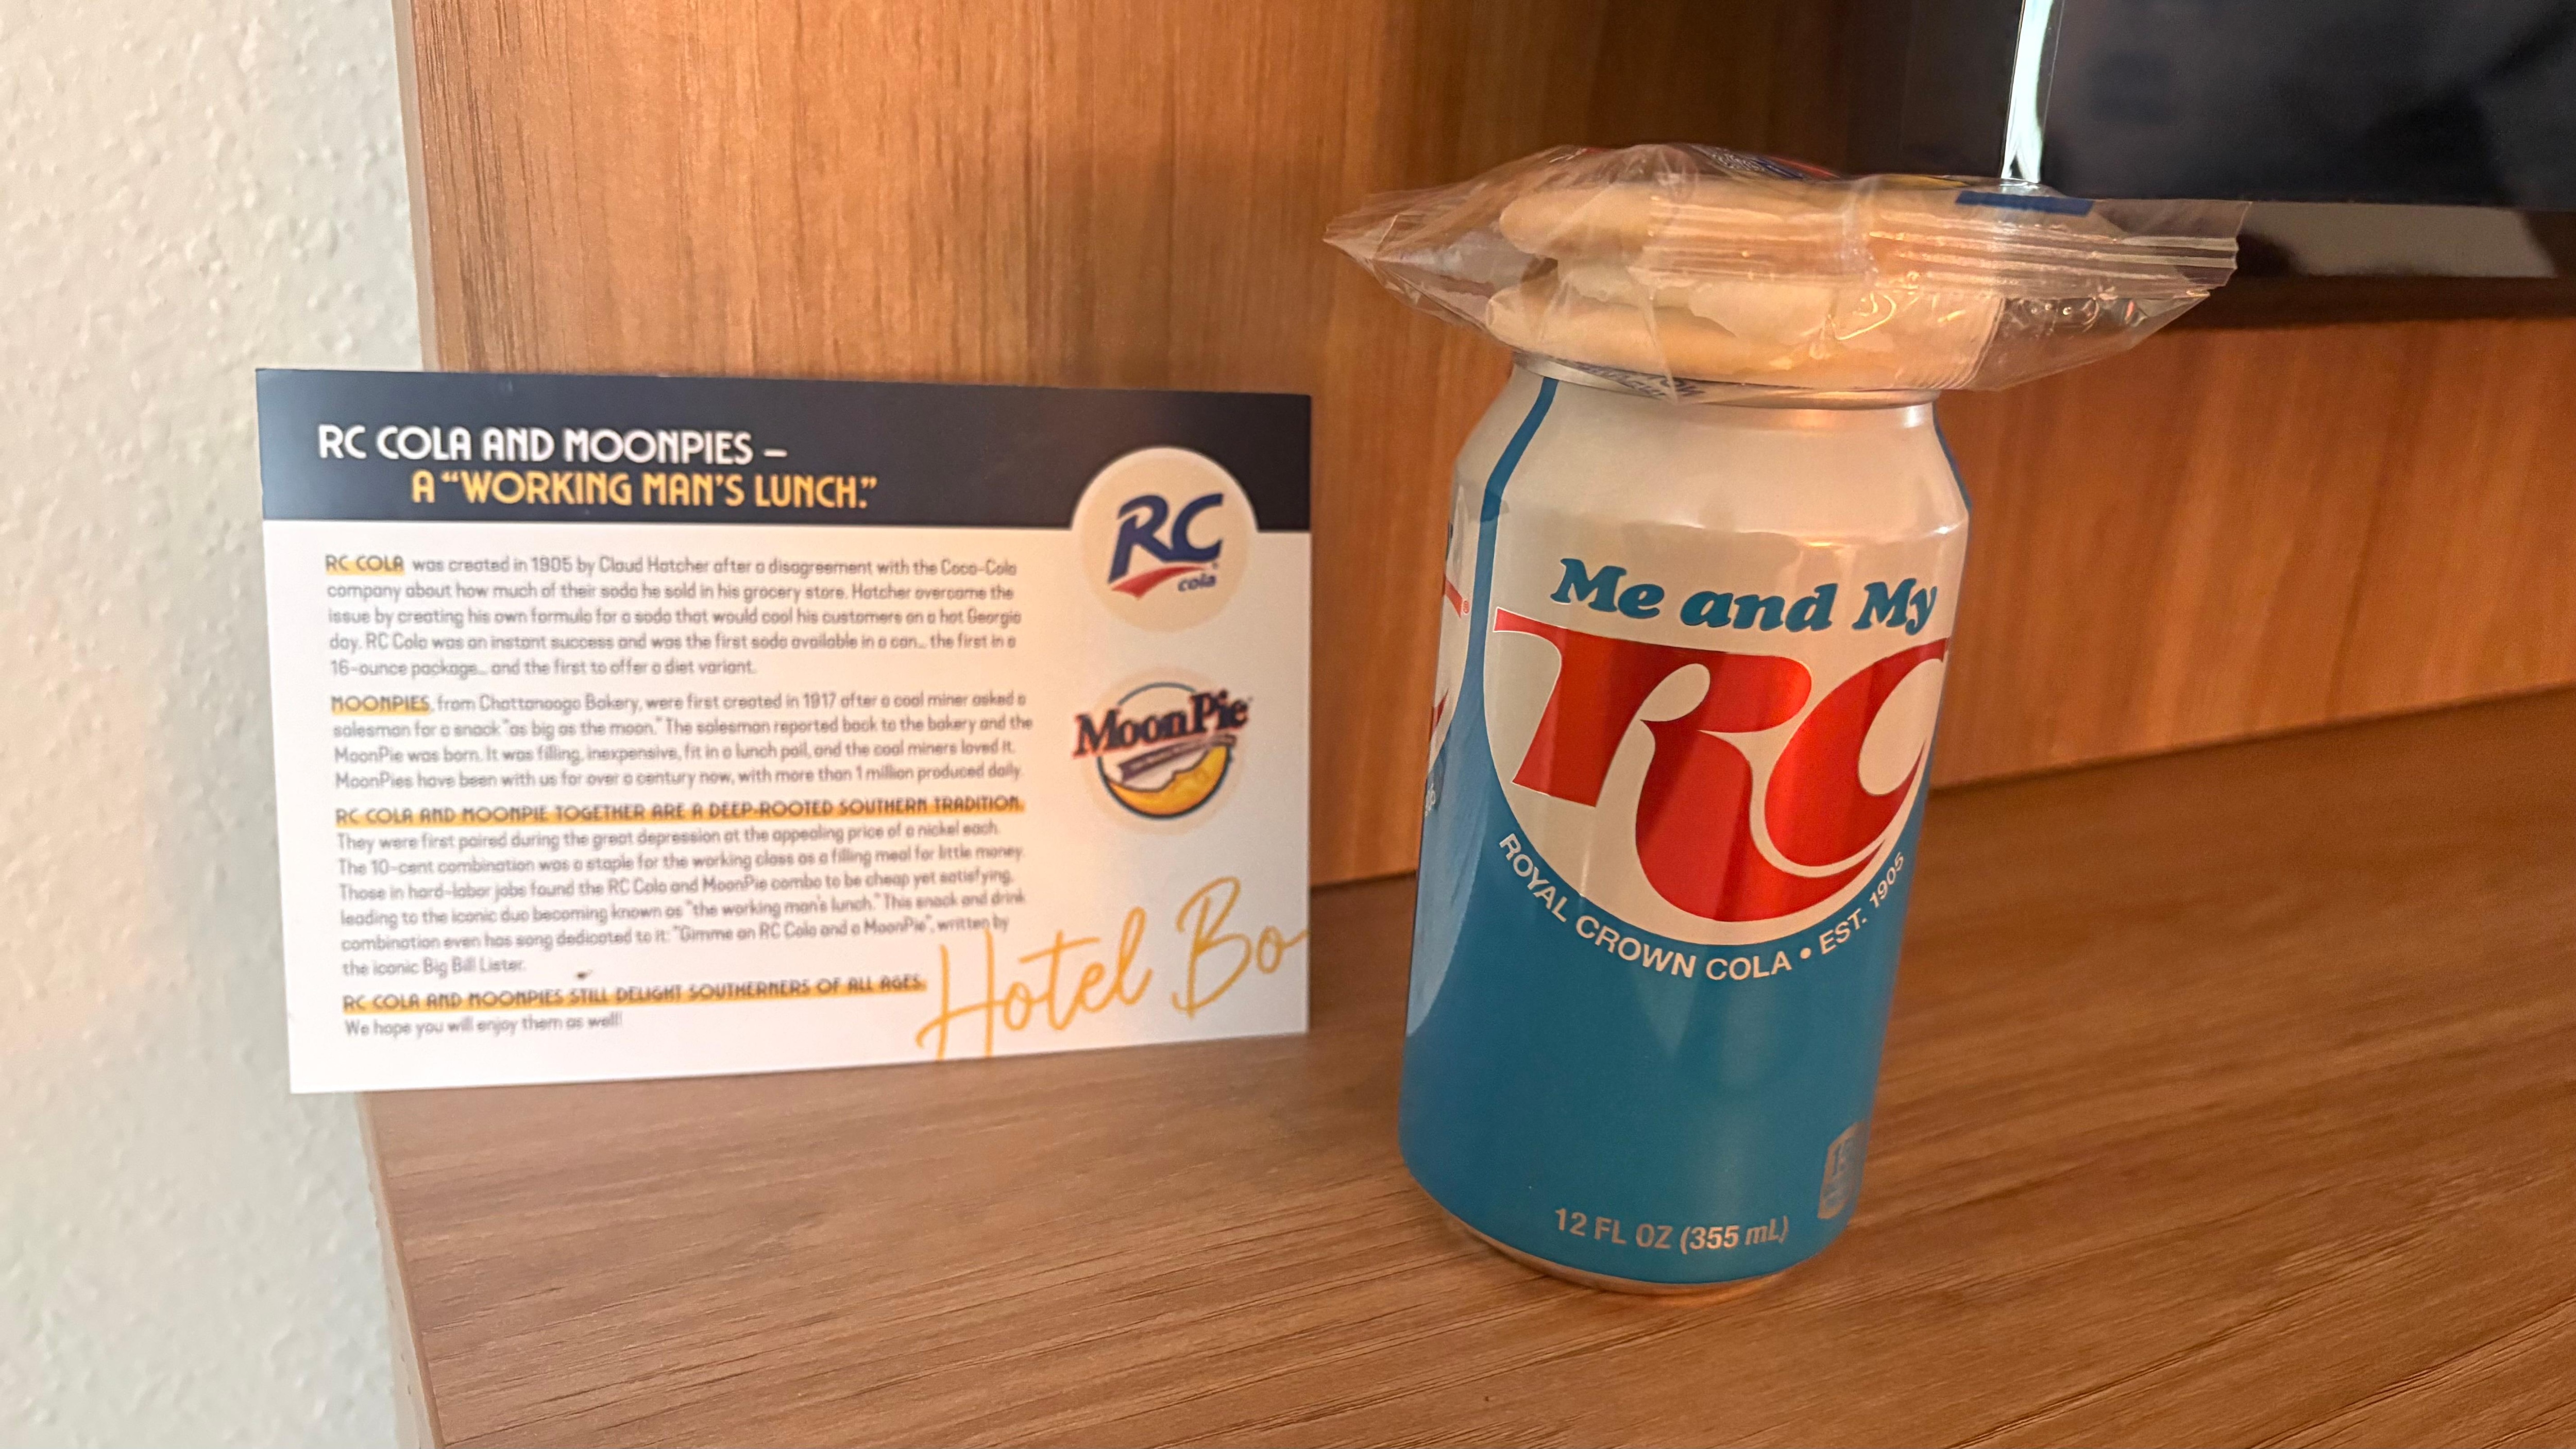 RC COLA AND MOONPIES –
A “WORKING MAN’S LUNCH.”
RC COLA was created in 1905 by Claud Hatcher after a disagreement with the Coca-Cola
company about how much of their soda he sold in his grocery store. Hatcher overcame the
issue by creating his own formula for a soda that would cool his customers on a hot Georgia
day. RC Cola was an instant success and was the first soda available in a can... the first in a
16-ounce package... and the first to offer a diet variant.
MOONPIES, from Chattanooga Bakery, were first created in 1917 after a coal miner asked a
salesman for a snack "as big as the moon." The salesman reported back to the bakery and the
MoonPie was born. It was filling, inexpensive, fit in a lunch pail, and the coal miners loved it.
MoonPies have been with us for over a century now, with more than 1 million produced daily.
RC COLA AND MOONPIE TOGETHER ARE A DEEP-ROOTED SOUTHERN TRADITION.
They were first paired during the great depression at the appealing price of a nickel each.
The 10-cent combination was a staple for the working class as a filling meal for little money.
Those in hard-labor jobs found the RC Cola and MoonPie combo to be cheap yet satisfying,
leading to the iconic duo becoming known as "the working man's lunch." This snack and drink
combination even has song dedicated to it: "Gimme an RC Cola and a MoonPie", written by
the iconic Big Bill Lister.
RC COLA AND MOONPIES STILL DELIGHT SOUTHERNERS OF ALL AGES.
We hope you will enjoy them as well!
RC
cola
MoonPie
Hotel Bo
Me and My
RC
ROYAL CROWN COLA • EST. 1905
12 FL OZ (355 mL)